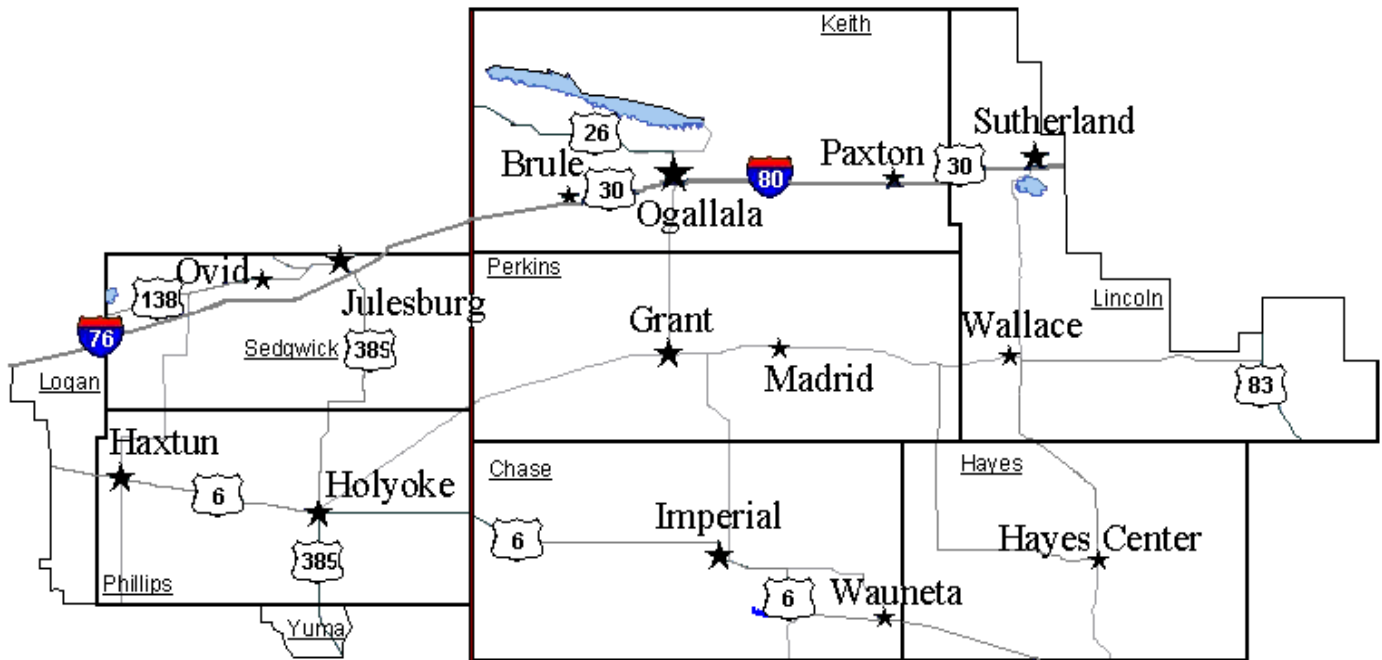 Keith
26
Brule
30
Ogallala
80
Paxton
30
Sutherland
Ovid
138
Julesburg
76
Sedgwick
385
Logan
Perkins
Grant
Madrid
Wallace
Lincoln
83
Haxtun
6
Holyoke
385
Phillips
Yuma
Chase
6
Imperial
6
Wauneta
Hayes
Hayes Center